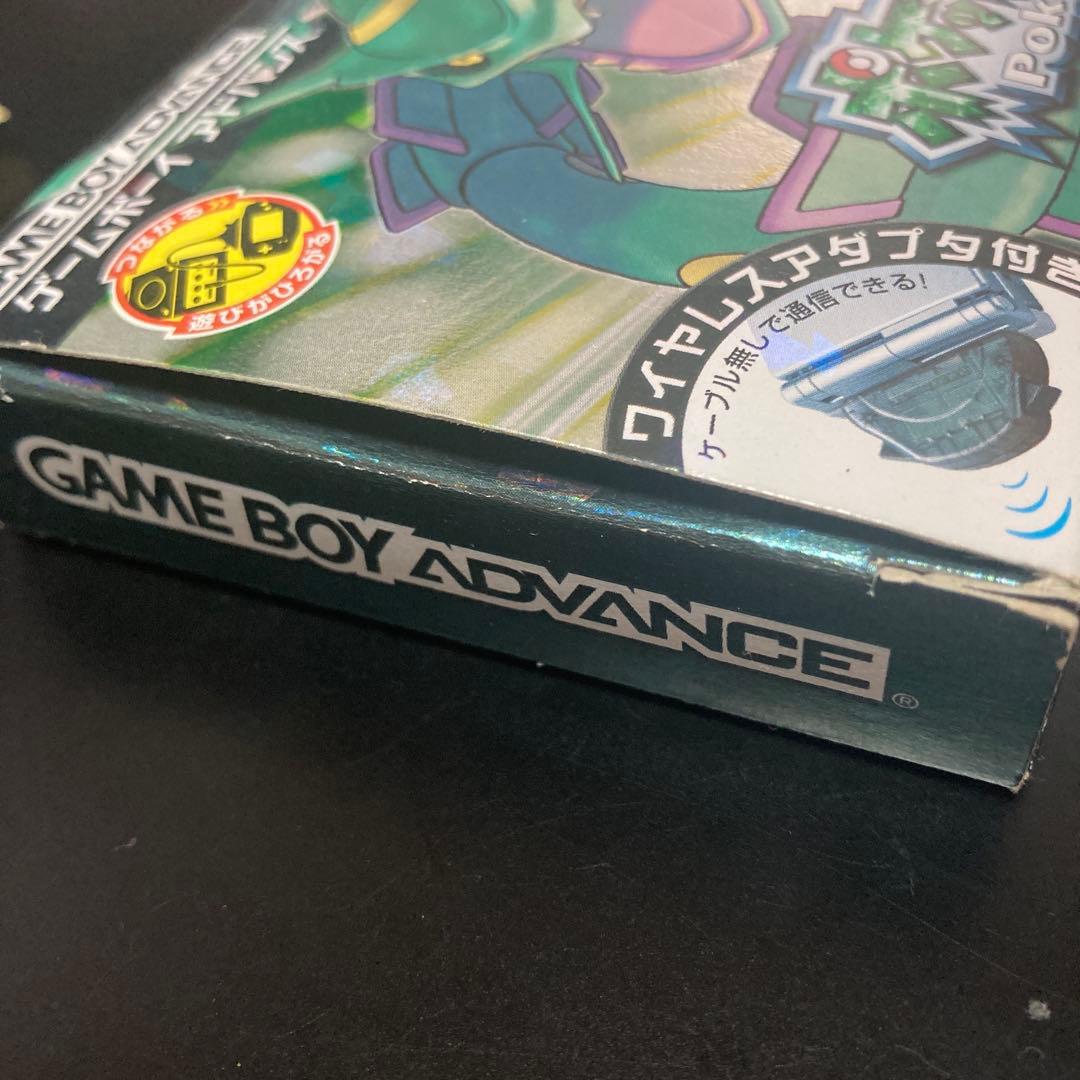 GAME BOY ADVANCE
ゲームボーイ アドバンス
つながる>>
遊びがひろがる
Pok
ワイヤレスアダプタ付き
ケーブル無しで通信できる!
GAME BOY ADVANCE®